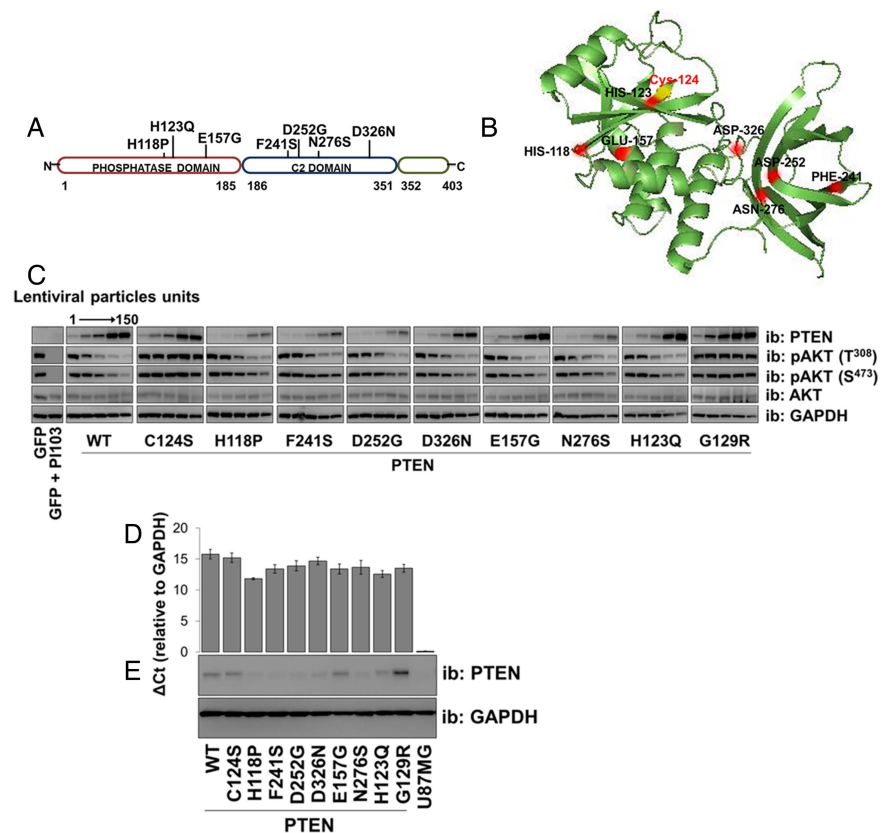 A
H123Q
H118P
E157G
D252G
F241S
N276S
D326N
N
PHOSPHATASE DOMAIN
C2 DOMAIN
C
1
185
186
351
352
403
B
Cys-124
HIS-123
HIS-118
GLU-157
ASP-326
ASP-252
PHE-241
ASN-276
C
Lentiviral particles units
1 150
ib: PTEN
ib: pAKT (T308)
ib: pAKT (S473)
ib: AKT
ib: GAPDH
GFP
GFP + PI103
WT C124S H118P F241S D252G D326N E157G N276S H123Q G129R
PTEN
D
ΔCt (relative to GAPDH)
20
15
10
5
0
E
ib: PTEN
ib: GAPDH
WT
C124S
H118P
F241S
D252G
D326N
E157G
N276S
H123Q
G129R
U87MG
PTEN